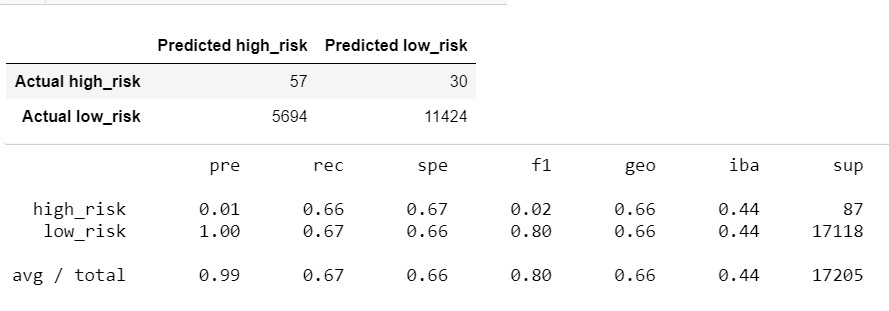 Predicted high_risk Predicted low_risk
Actual high_risk 57 30
Actual low_risk 5694 11424
pre rec spe f1 geo iba sup
high_risk 0.01 0.66 0.67 0.02 0.66 0.44 87
low_risk 1.00 0.67 0.66 0.80 0.66 0.44 17118
avg / total 0.99 0.67 0.66 0.80 0.66 0.44 17205